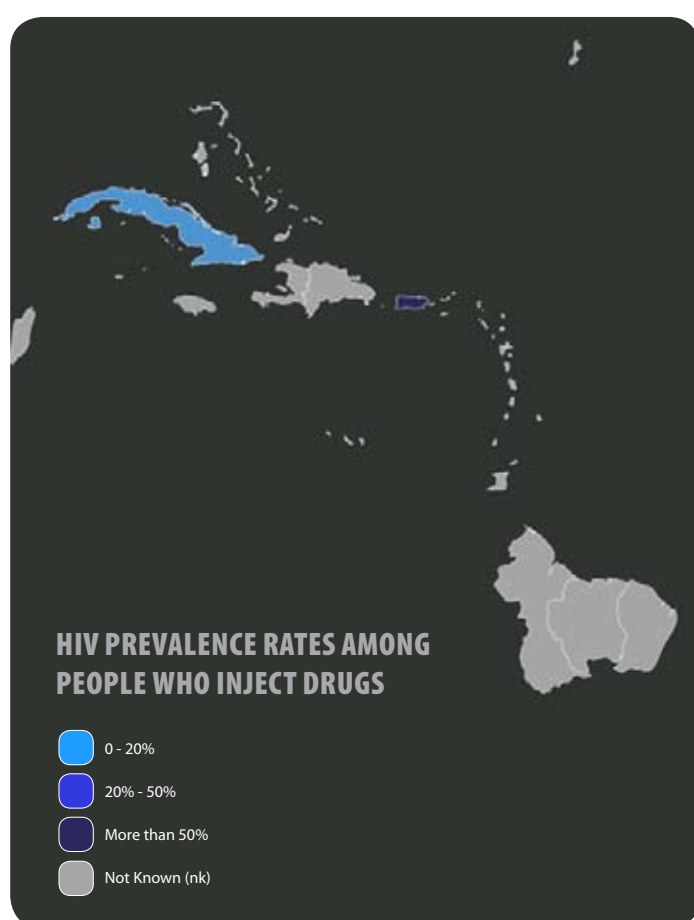 HIV PREVALENCE RATES AMONG
PEOPLE WHO INJECT DRUGS
0 - 20%
20% - 50%
More than 50%
Not Known (nk)